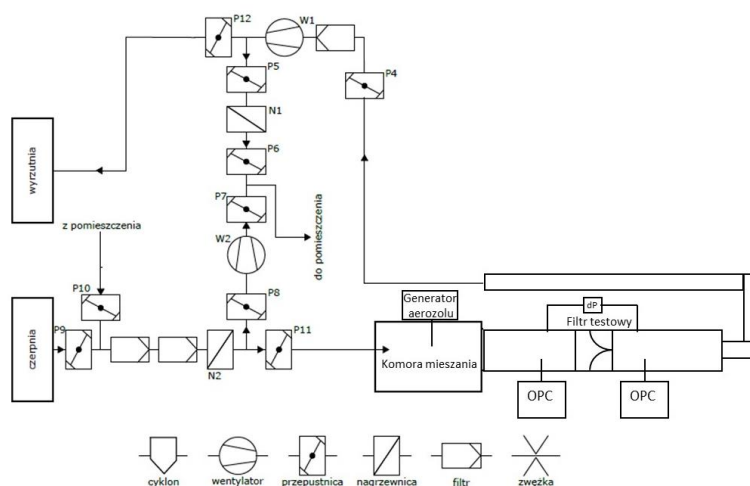 P12
W1
P5
P4
N1
P6
P7
wyrzutnia
z pomieszczenia
do pomieszczenia
W2
P10
P8
P9
P11
czerpnia
N2
Generator
aerozolu
dP
Filtr testowy
Komora mieszania
OPC
OPC
cyklon
wentylator
przepustnica
nagrzewnica
filtr
zwężka